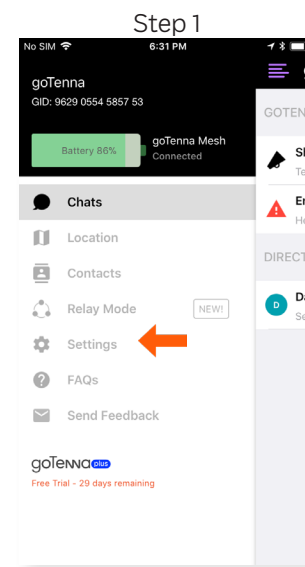 Step 1
No SIM 6:31 PM
goTenna
GID: 9629 0554 5857 53
Battery 86%
goTenna Mesh
Connected
Chats
Location
Contacts
Relay Mode NEW!
Settings
FAQs
Send Feedback
goTenna plus
Free Trial - 29 days remaining
GOTEN
Sl
Te
En
He
DIRECT
D
Da
Se